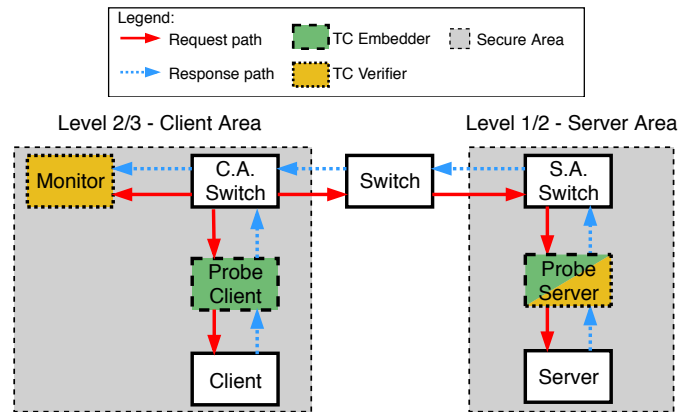 Legend:
Request path
TC Embedder
Secure Area
Response path
TC Verifier
Level 2/3 - Client Area
Level 1/2 - Server Area
Monitor
C.A.
Switch
Switch
S.A.
Switch
Probe
Client
Probe
Server
Client
Server